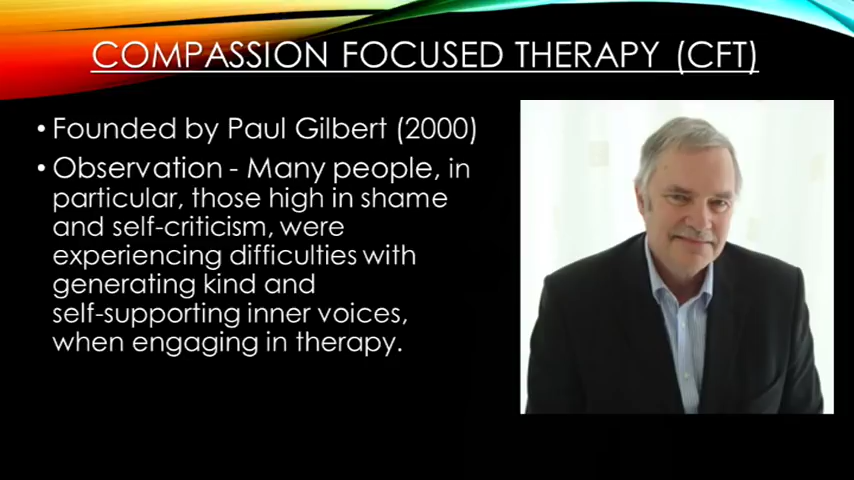 COMPASSION FOCUSED THERAPY (CFT)
• Founded by Paul Gilbert (2000)
• Observation - Many people, in
particular, those high in shame
and self-criticism, were
experiencing difficulties with
generating kind and
self-supporting inner voices,
when engaging in therapy.